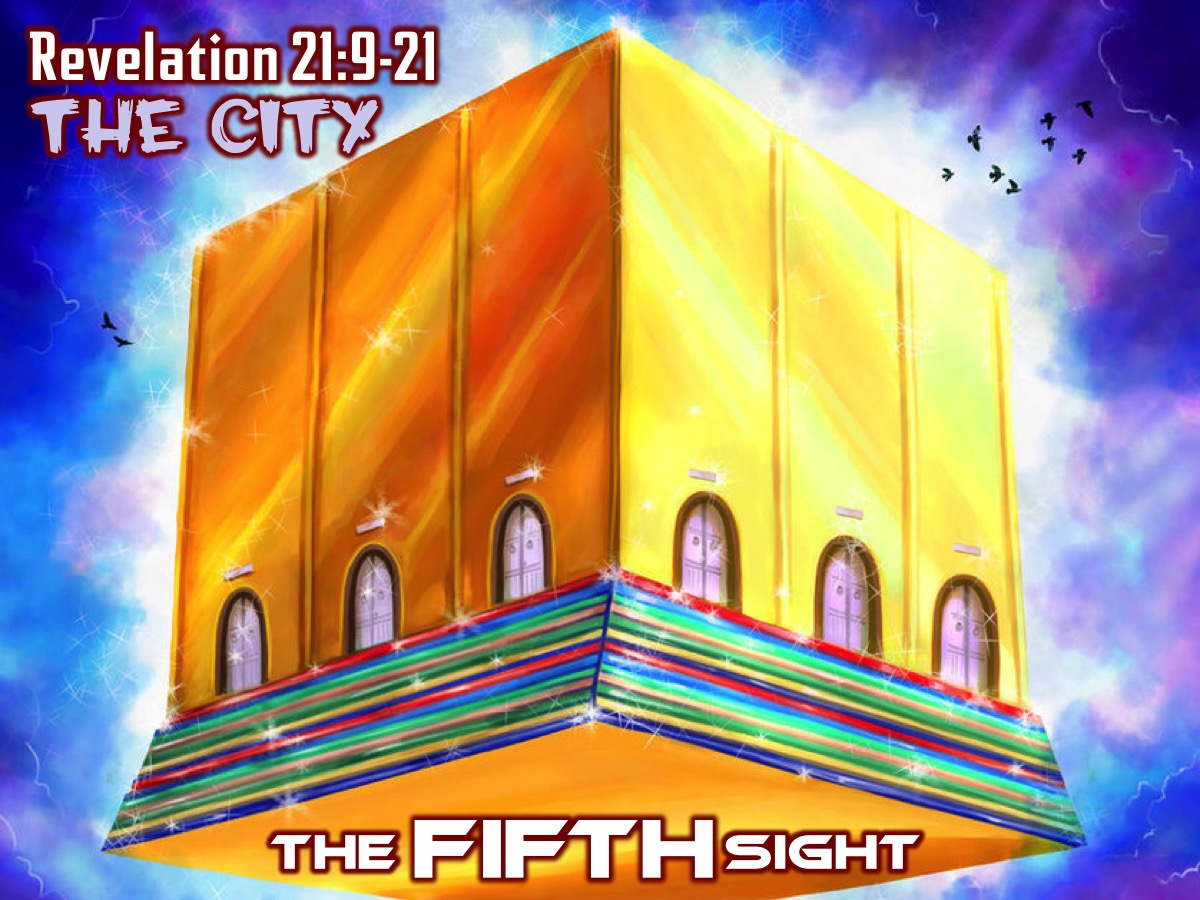 Revelation 21:9-21
THE CITY
THE FIFTH SIGHT